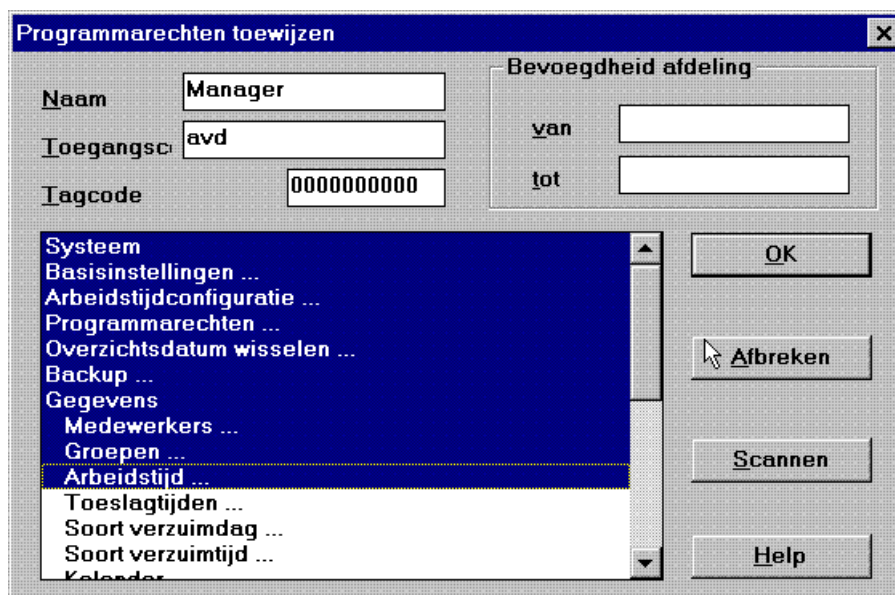 Programmarechten toewijzen
Naam
Manager
Toegangsc
avd
Tagcode
0000000000
Bevoegdheid afdeling
van
tot
Systeem
Basisinstellingen ...
Arbeidstijdconfiguratie ...
Programmarechten ...
Overzichtsdatum wisselen ...
Backup ...
Gegevens
Medewerkers ...
Groepen ...
Arbeidstijd ...
Toeslagtijden ...
Soort verzuimdag ...
Soort verzuimtijd ...
Kalender
OK
Afbreken
Scannen
Help